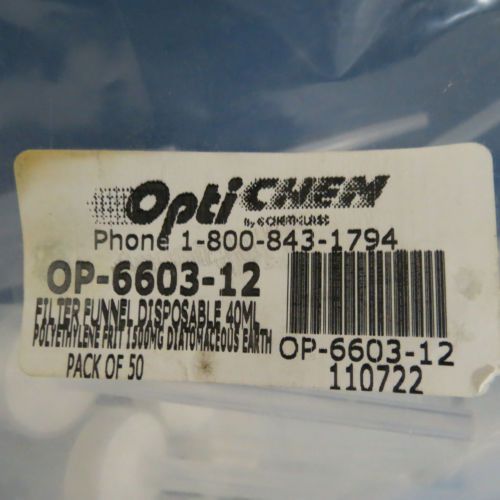 OptiCHEM
by CHEMGLASS
Phone 1-800-843-1794
OP-6603-12
FILTER FUNNEL DISPOSABLE 40ML
POLYETHYLENE FRIT 1500MG DIATOMACEOUS EARTH
PACK OF 50
OP-6603-12
110722